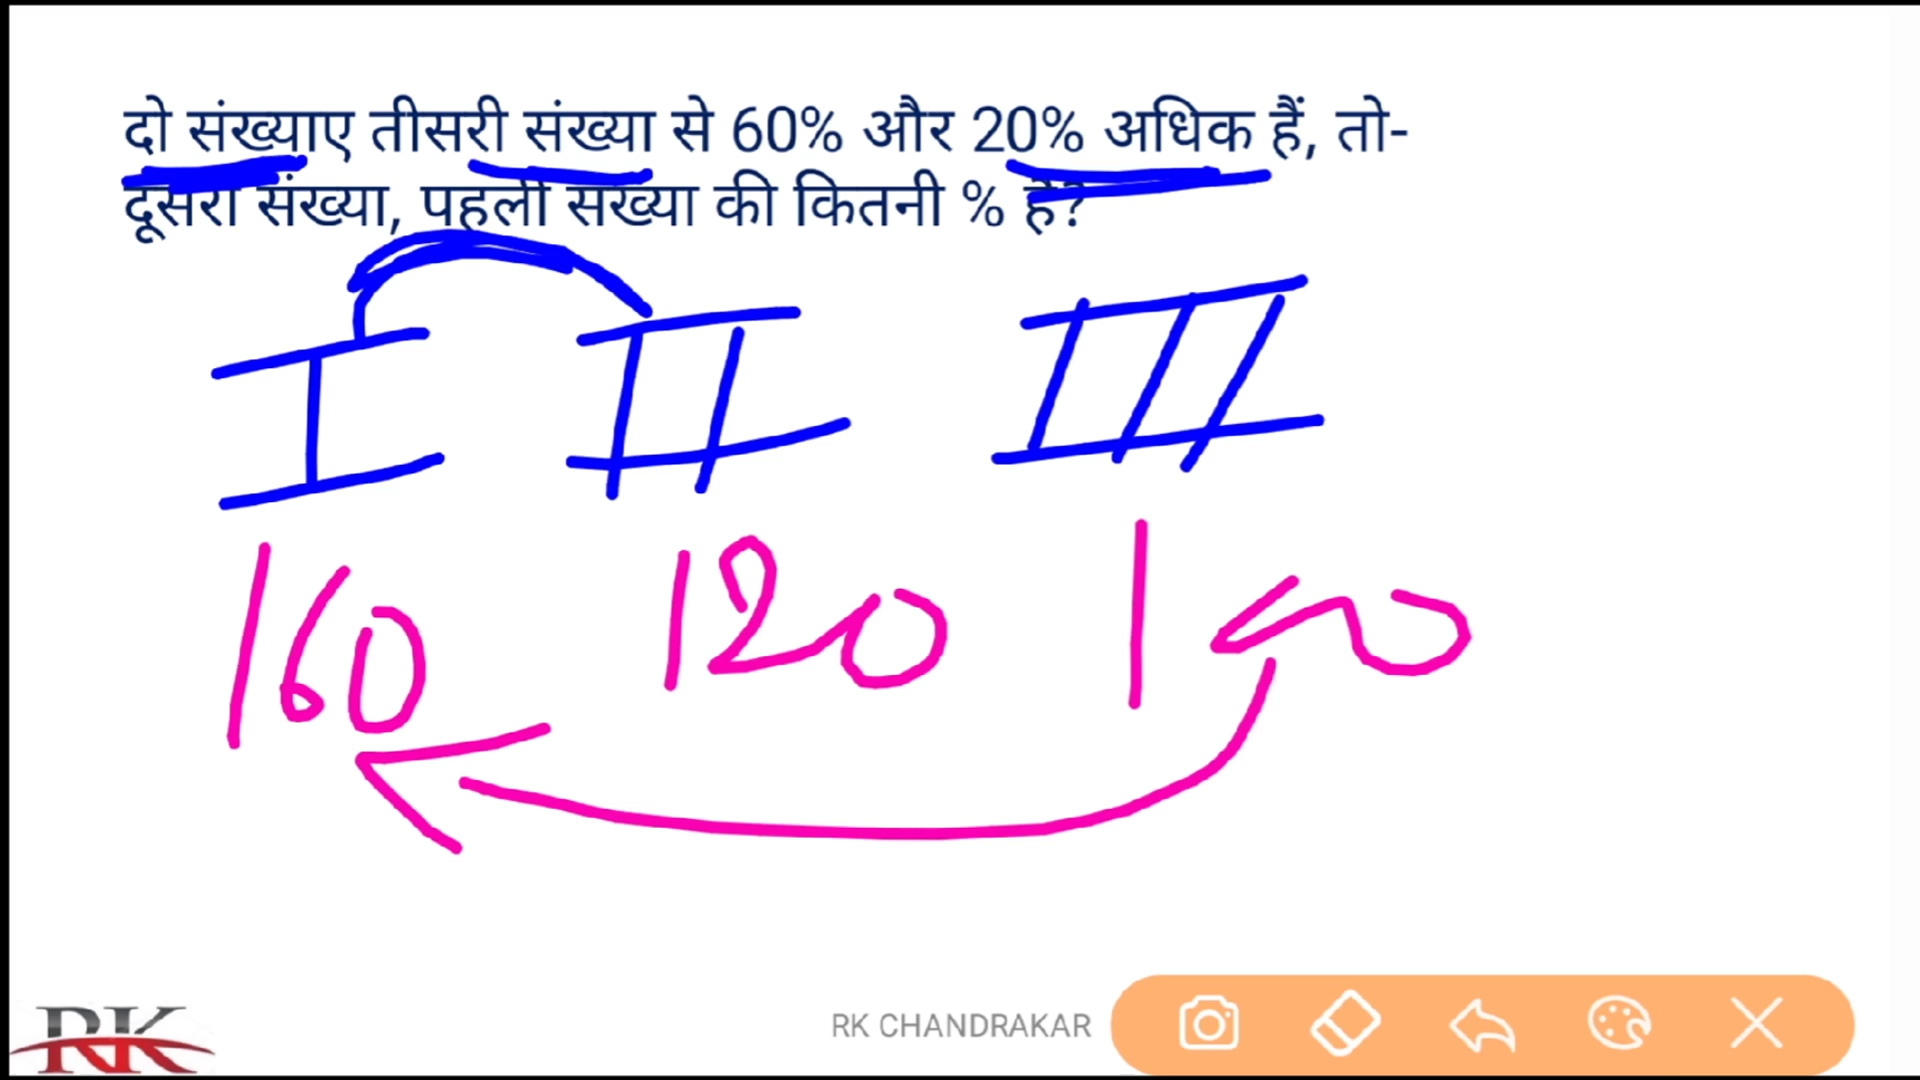 दो संख्याए तीसरी संख्या से 60% और 20% अधिक हैं, तो-
दूसरी संख्या, पहली संख्या की कितनी % है?
I II III
160 120 100
RK
RK CHANDRAKAR